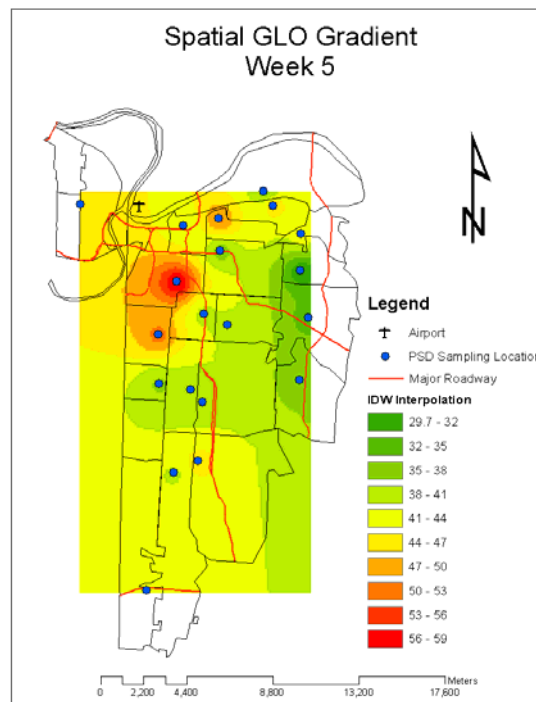 Spatial GLO Gradient
Week 5
N
Legend
Airport
PSD Sampling Location
Major Roadway
IDW Interpolation
29.7 - 32
32 - 35
35 - 38
38 - 41
41 - 44
44 - 47
47 - 50
50 - 53
53 - 56
56 - 59
Meters
0 2,200 4,400 8,800 13,200 17,600